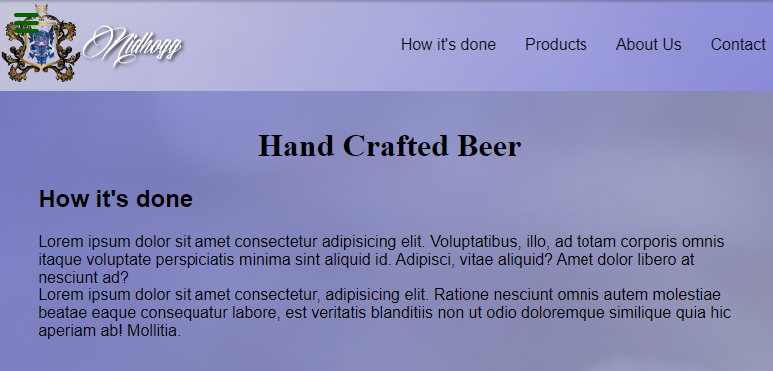 Nidhogg
How it's done Products About Us Contact
Hand Crafted Beer
How it's done
Lorem ipsum dolor sit amet consectetur adipisicing elit. Voluptatibus, illo, ad totam corporis omnis
itaque voluptate perspiciatis minima sint aliquid id. Adipisci, vitae aliquid? Amet dolor libero at
nesciunt ad?
Lorem ipsum dolor sit amet consectetur, adipisicing elit. Ratione nesciunt omnis autem molestiae
beatae eaque consequatur labore, est veritatis blanditiis non ut odio doloremque similique quia hic
aperiam ab! Mollitia.